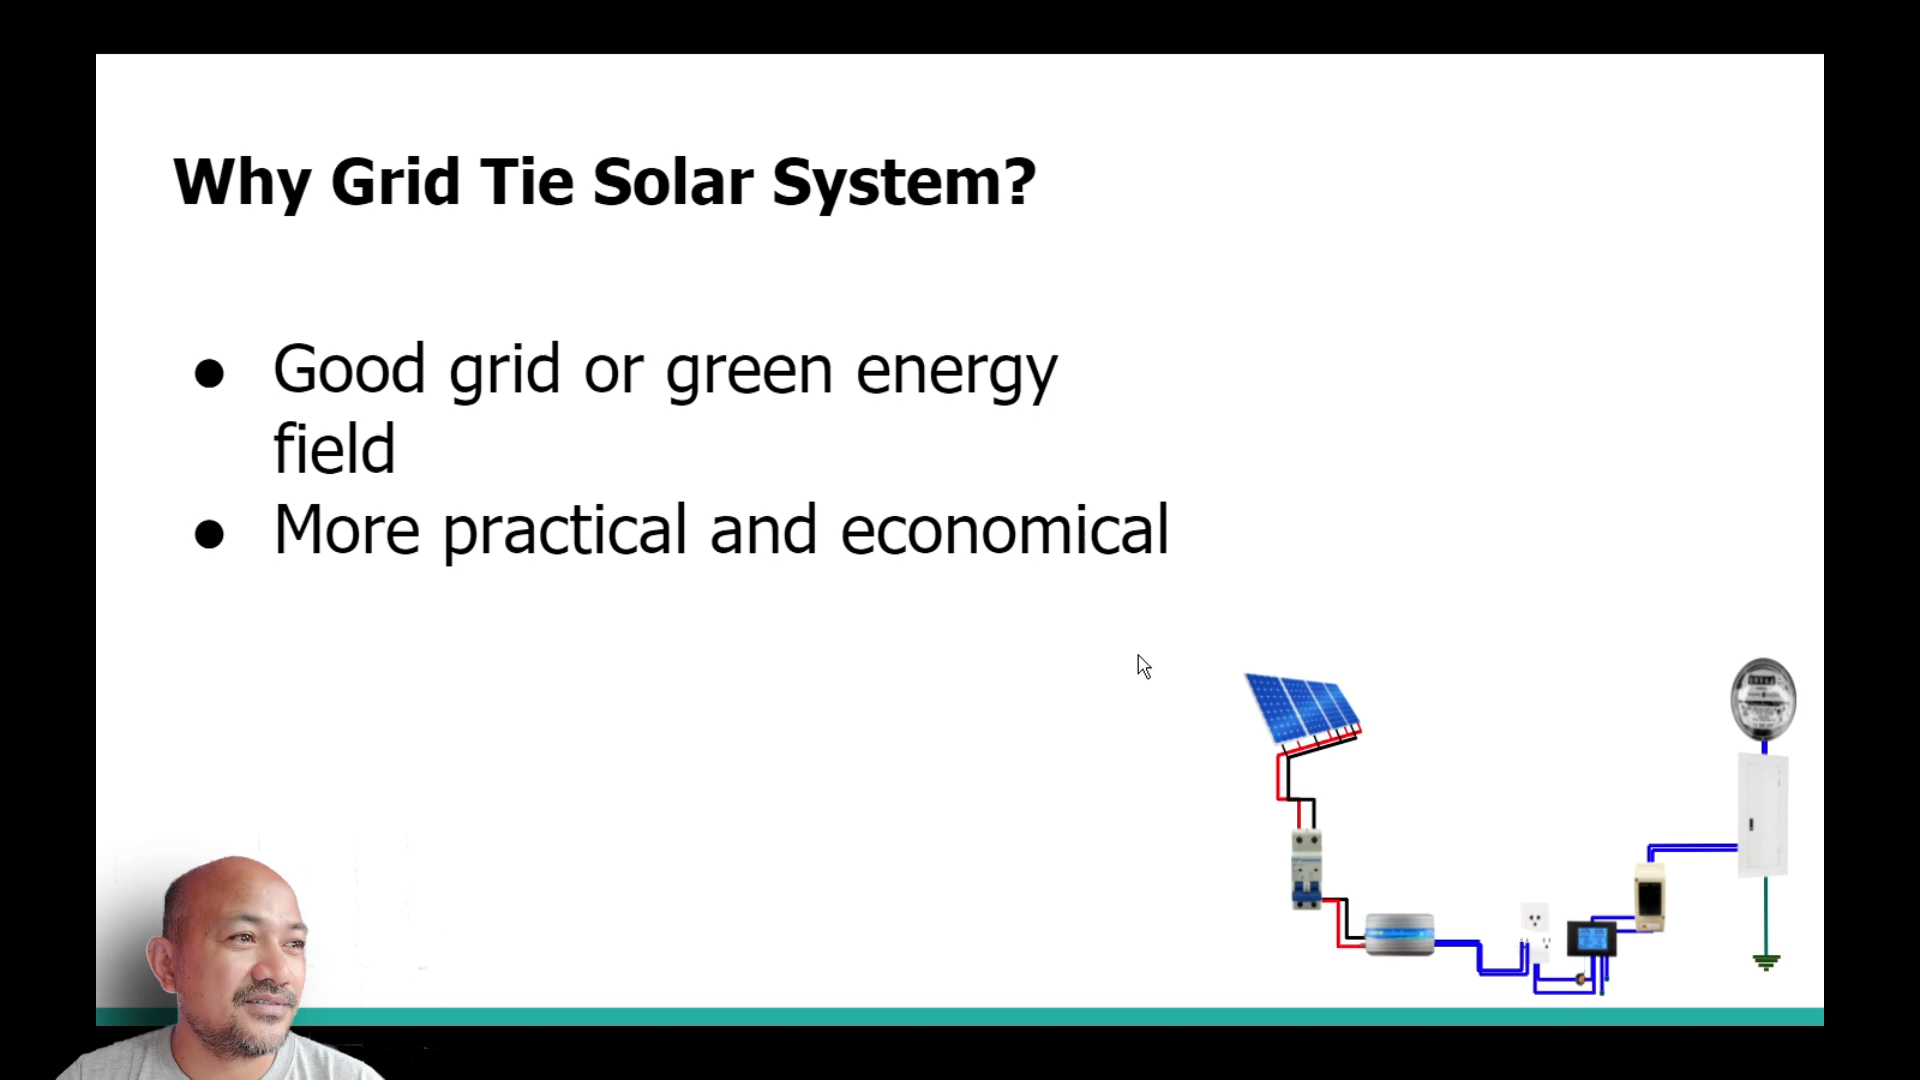 Why Grid Tie Solar System?
● Good grid or green energy
field
● More practical and economical